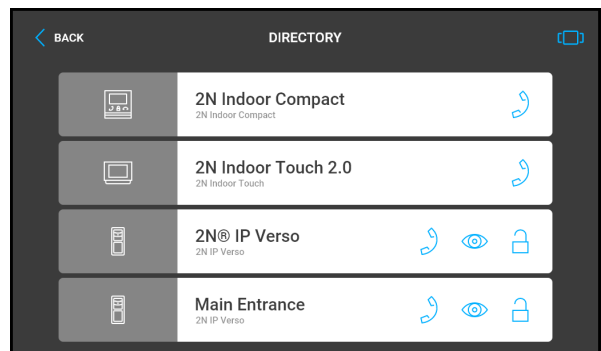 BACK
DIRECTORY
2N Indoor Compact
2N Indoor Compact
2N Indoor Touch 2.0
2N Indoor Touch
2N® IP Verso
2N IP Verso
Main Entrance
2N IP Verso